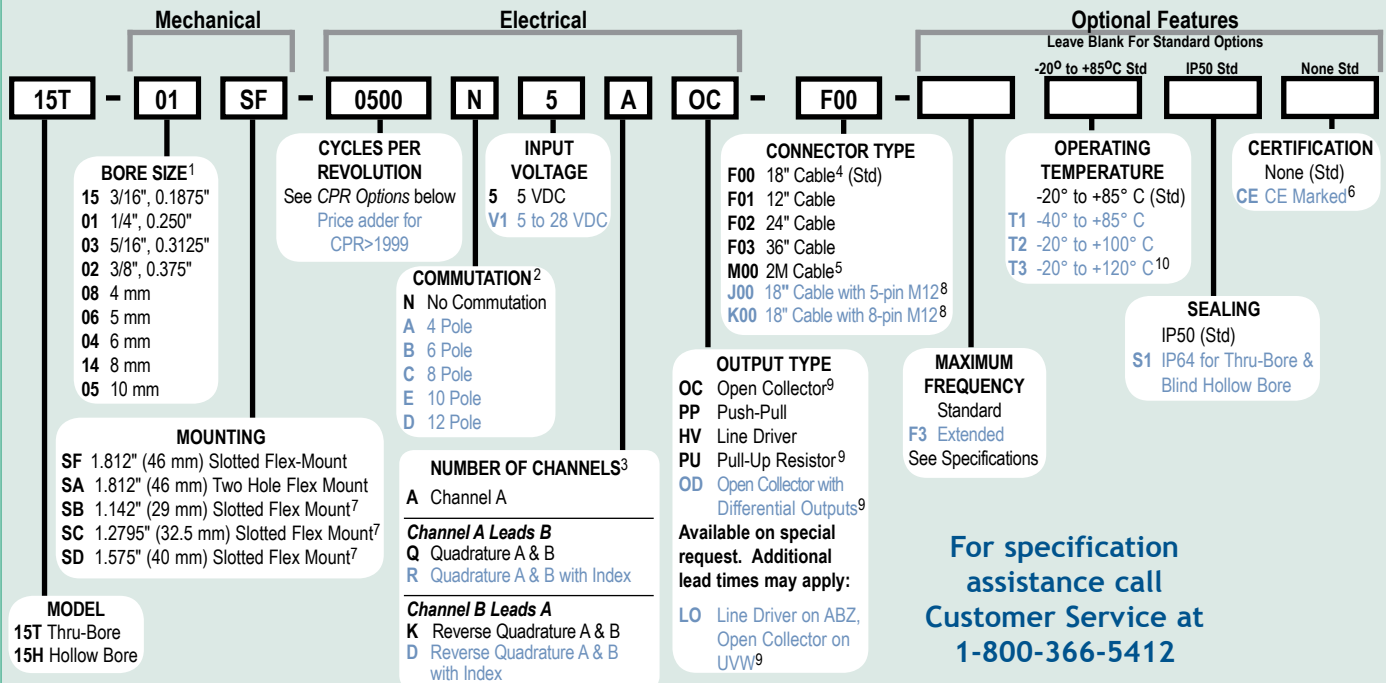 Mechanical
Electrical
Optional Features
Leave Blank For Standard Options
-20⁰ to +85⁰C Std
IP50 Std
None Std
15T - 01 SF - 0500 N 5 A OC - F00 -
BORE SIZE¹
15 3/16", 0.1875"
01 1/4", 0.250"
03 5/16", 0.3125"
02 3/8", 0.375"
08 4 mm
06 5 mm
04 6 mm
14 8 mm
05 10 mm
CYCLES PER
REVOLUTION
See CPR Options below
Price adder for
CPR>1999
INPUT
VOLTAGE
5 5 VDC
V1 5 to 28 VDC
CONNECTOR TYPE
F00 18" Cable⁴ (Std)
F01 12" Cable
F02 24" Cable
F03 36" Cable
M00 2M Cable⁵
J00 18" Cable with 5-pin M12⁸
K00 18" Cable with 8-pin M12⁸
OPERATING
TEMPERATURE
-20° to +85° C (Std)
T1 -40° to +85° C
T2 -20° to +100° C
T3 -20° to +120° C¹⁰
CERTIFICATION
None (Std)
CE CE Marked⁶
COMMUTATION²
N No Commutation
A 4 Pole
B 6 Pole
C 8 Pole
E 10 Pole
D 12 Pole
SEALING
IP50 (Std)
S1 IP64 for Thru-Bore &
Blind Hollow Bore
OUTPUT TYPE
OC Open Collector⁹
PP Push-Pull
HV Line Driver
PU Pull-Up Resistor⁹
OD Open Collector with
Differential Outputs⁹
Available on special
request. Additional
lead times may apply:
LO Line Driver on ABZ,
Open Collector on
UVW⁹
MAXIMUM
FREQUENCY
Standard
F3 Extended
See Specifications
MOUNTING
SF 1.812" (46 mm) Slotted Flex-Mount
SA 1.812" (46 mm) Two Hole Flex Mount
SB 1.142" (29 mm) Slotted Flex Mount⁷
SC 1.2795" (32.5 mm) Slotted Flex Mount⁷
SD 1.575" (40 mm) Slotted Flex Mount⁷
NUMBER OF CHANNELS³
A Channel A
Channel A Leads B
Q Quadrature A & B
R Quadrature A & B with Index
Channel B Leads A
K Reverse Quadrature A & B
D Reverse Quadrature A & B
with Index
MODEL
15T Thru-Bore
15H Hollow Bore
For specification
assistance call
Customer Service at
1-800-366-5412